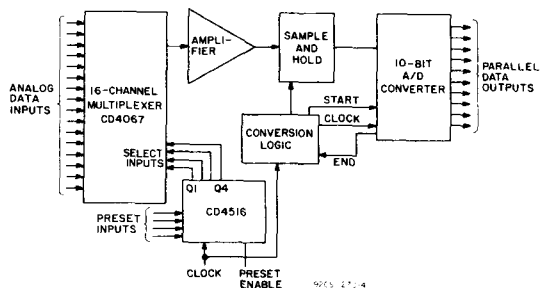 ANALOG
DATA
INPUTS
16-CHANNEL
MULTIPLEXER
CD4067
SELECT
INPUTS
AMPLI-
FIER
SAMPLE
AND
HOLD
10-BIT
A/D
CONVERTER
PARALLEL
DATA
OUTPUTS
START
CLOCK
END
CONVERSION
LOGIC
Q1 Q4
CD4516
PRESET
INPUTS
CLOCK
PRESET
ENABLE